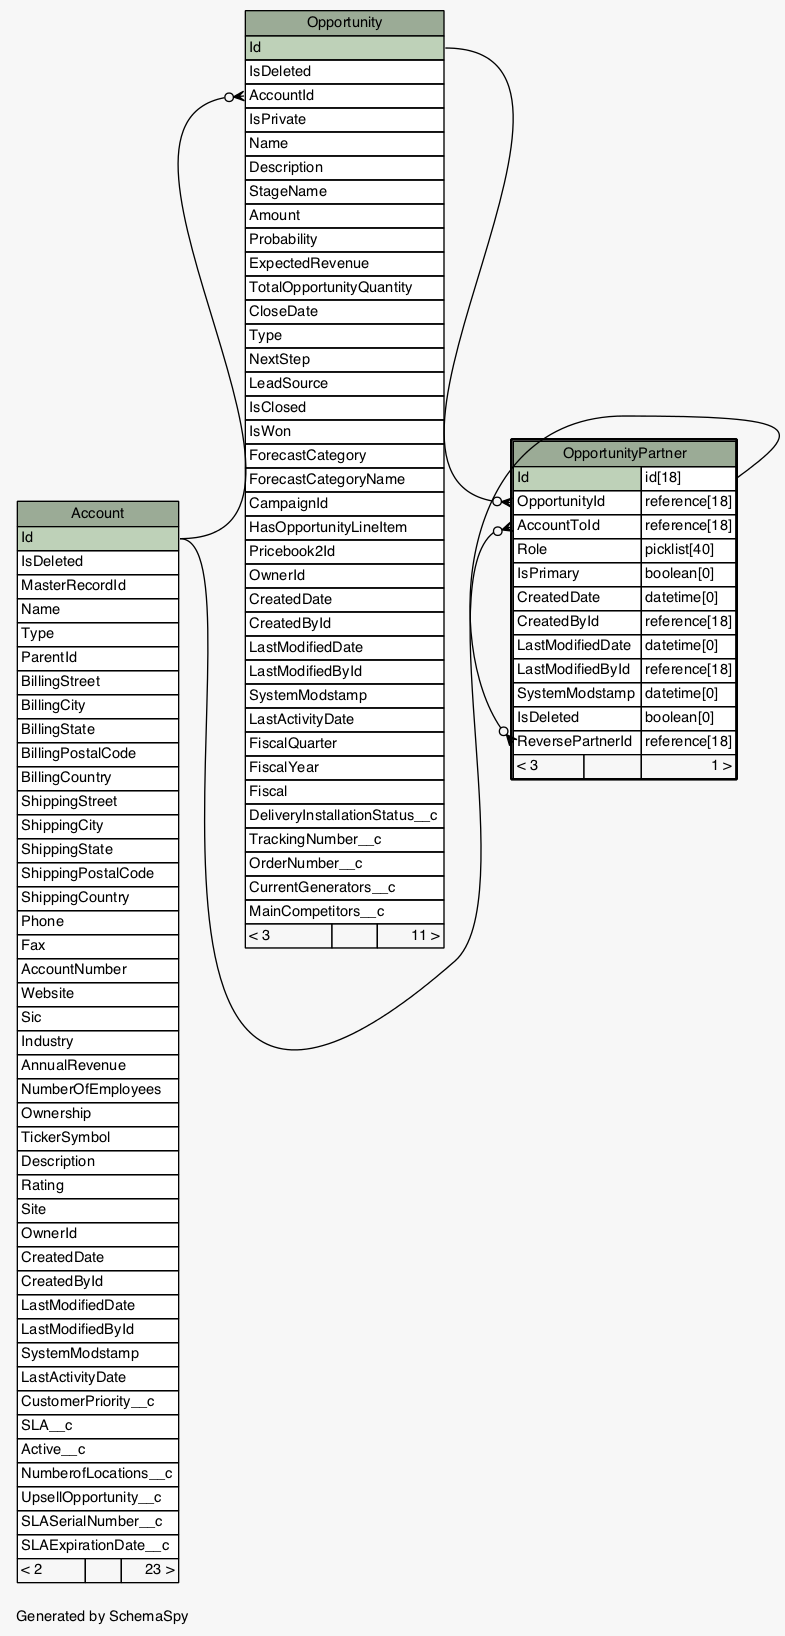 Opportunity
Id
IsDeleted
AccountId
IsPrivate
Name
Description
StageName
Amount
Probability
ExpectedRevenue
TotalOpportunityQuantity
CloseDate
Type
NextStep
LeadSource
IsClosed
IsWon
ForecastCategory
ForecastCategoryName
CampaignId
HasOpportunityLineItem
Pricebook2Id
OwnerId
CreatedDate
CreatedById
LastModifiedDate
LastModifiedById
SystemModstamp
LastActivityDate
FiscalQuarter
FiscalYear
Fiscal
DeliveryInstallationStatus__c
TrackingNumber__c
OrderNumber__c
CurrentGenerators__c
MainCompetitors__c
< 3 11 >
OpportunityPartner
Id id[18]
OpportunityId reference[18]
AccountToId reference[18]
Role picklist[40]
IsPrimary boolean[0]
CreatedDate datetime[0]
CreatedById reference[18]
LastModifiedDate datetime[0]
LastModifiedById reference[18]
SystemModstamp datetime[0]
IsDeleted boolean[0]
ReversePartnerId reference[18]
< 3 1 >
Account
Id
IsDeleted
MasterRecordId
Name
Type
ParentId
BillingStreet
BillingCity
BillingState
BillingPostalCode
BillingCountry
ShippingStreet
ShippingCity
ShippingState
ShippingPostalCode
ShippingCountry
Phone
Fax
AccountNumber
Website
Sic
Industry
AnnualRevenue
NumberOfEmployees
Ownership
TickerSymbol
Description
Rating
Site
OwnerId
CreatedDate
CreatedById
LastModifiedDate
LastModifiedById
SystemModstamp
LastActivityDate
CustomerPriority__c
SLA__c
Active__c
NumberofLocations__c
UpsellOpportunity__c
SLASerialNumber__c
SLAExpirationDate__c
< 2 23 >
Generated by SchemaSpy